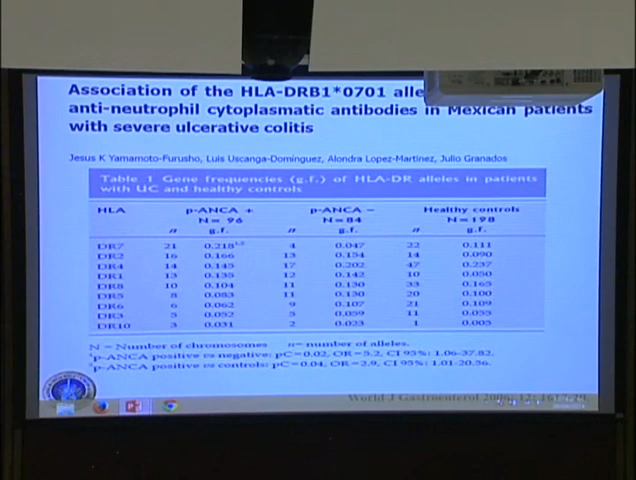 Association of the HLA-DRB1*0701 alle
anti-neutrophil cytoplasmatic antibodies in Mexican patients
with severe ulcerative colitis
Jesus K Yamamoto-Furusho, Luis Uscanga-Domínguez, Alondra Lopez-Martinez, Julio Granados
Table 1 Gene frequencies (g.f.) of HLA-DR alleles in patients
with UC and healthy controls
HLA p-ANCA + p-ANCA − Healthy controls
N = 96 N = 84 N = 198
n g.f. n g.f. n g.f.
DR7 21 0.218 4 0.047 22 0.111
DR2 16 0.166 13 0.154 14 0.090
DR4 14 0.145 17 0.202 47 0.237
DR1 13 0.135 12 0.142 10 0.050
DR8 10 0.104 11 0.130 33 0.165
DR5 8 0.083 11 0.130 20 0.100
DR6 6 0.062 9 0.107 21 0.109
DR3 5 0.052 5 0.059 11 0.055
DR10 3 0.031 2 0.023 1 0.005
N = Number of chromosomes n= number of alleles.
p-ANCA positive vs negative: pC=0.02, OR=5.2, CI 95%: 1.06-37.82.
p-ANCA positive vs controls: pC=0.04, OR=2.9, CI 95%: 1.01-20.56.
World J Gastroenterol 2006; 12: